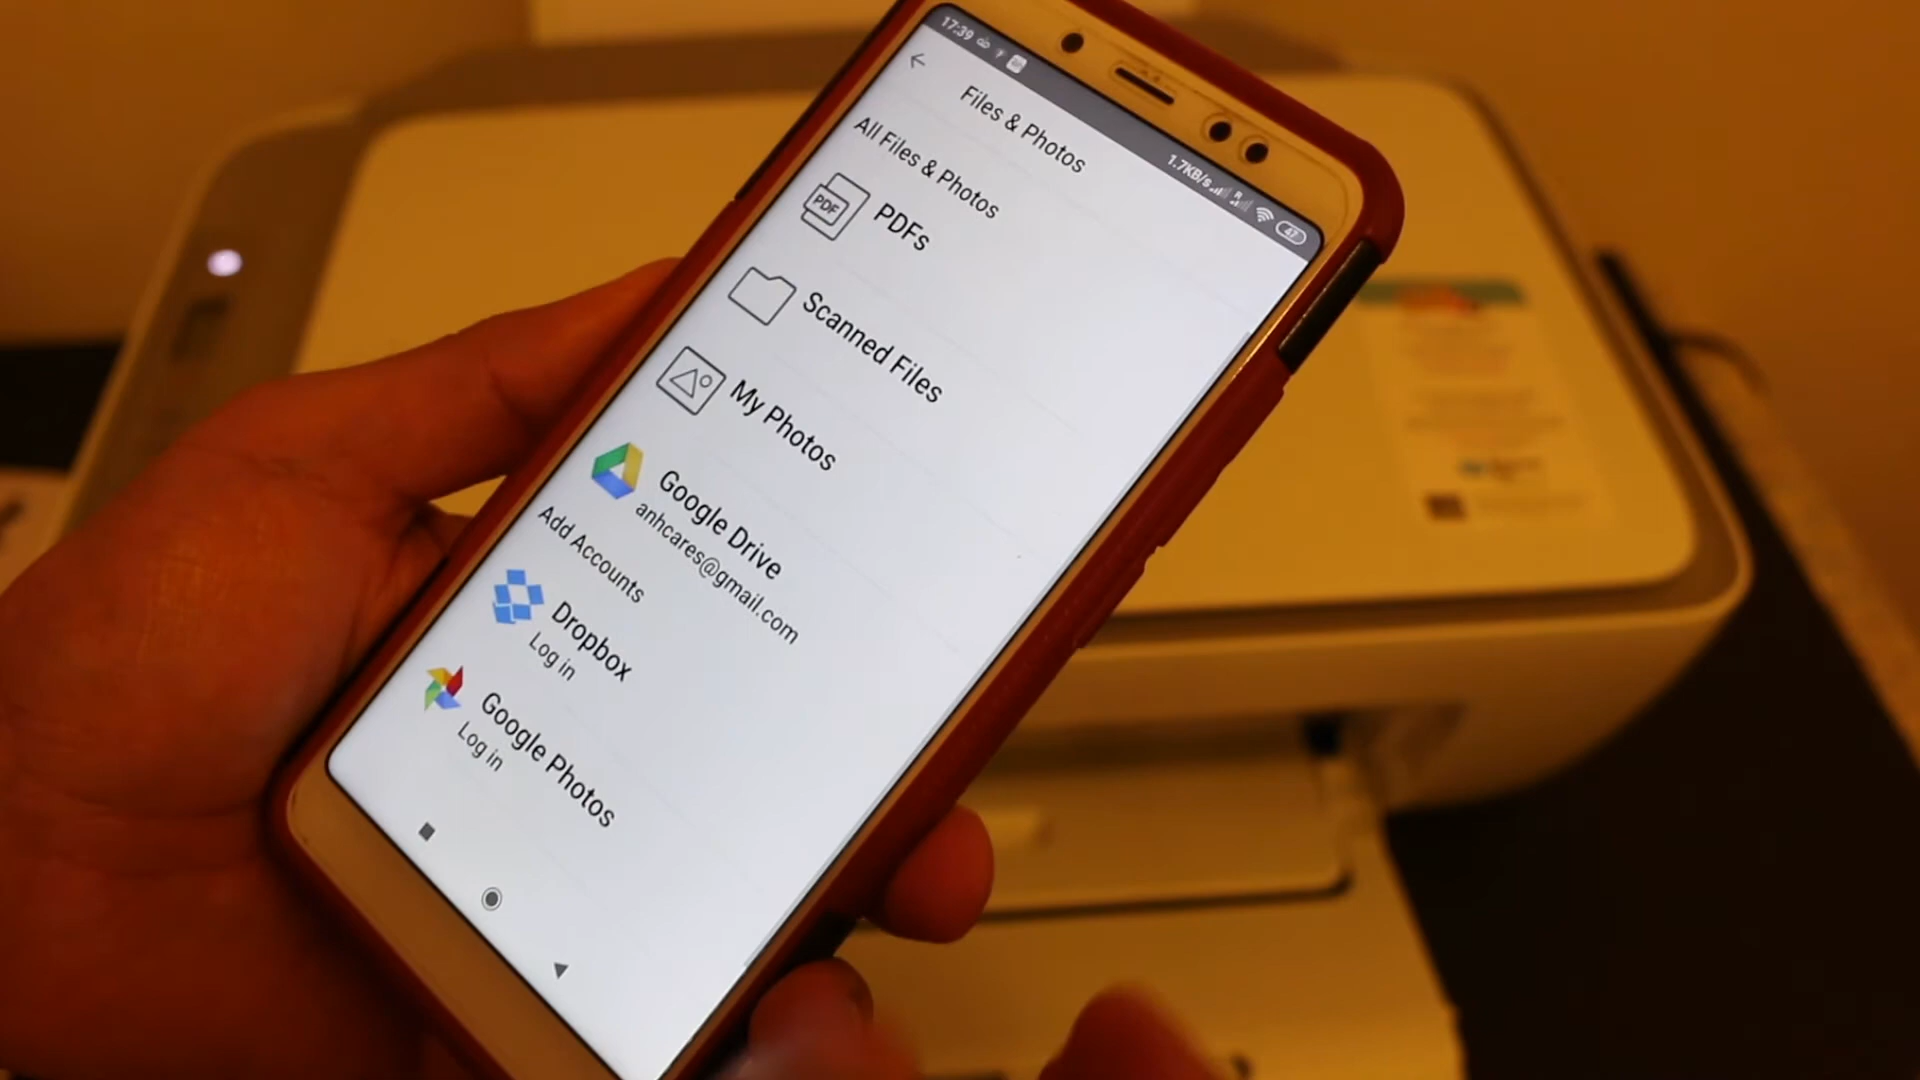 17:39
1.7KB/s
R
47
Files & Photos
All Files & Photos
PDF
PDFs
Scanned Files
My Photos
Google Drive
anhcares@gmail.com
Add Accounts
Dropbox
Log in
Google Photos
Log in